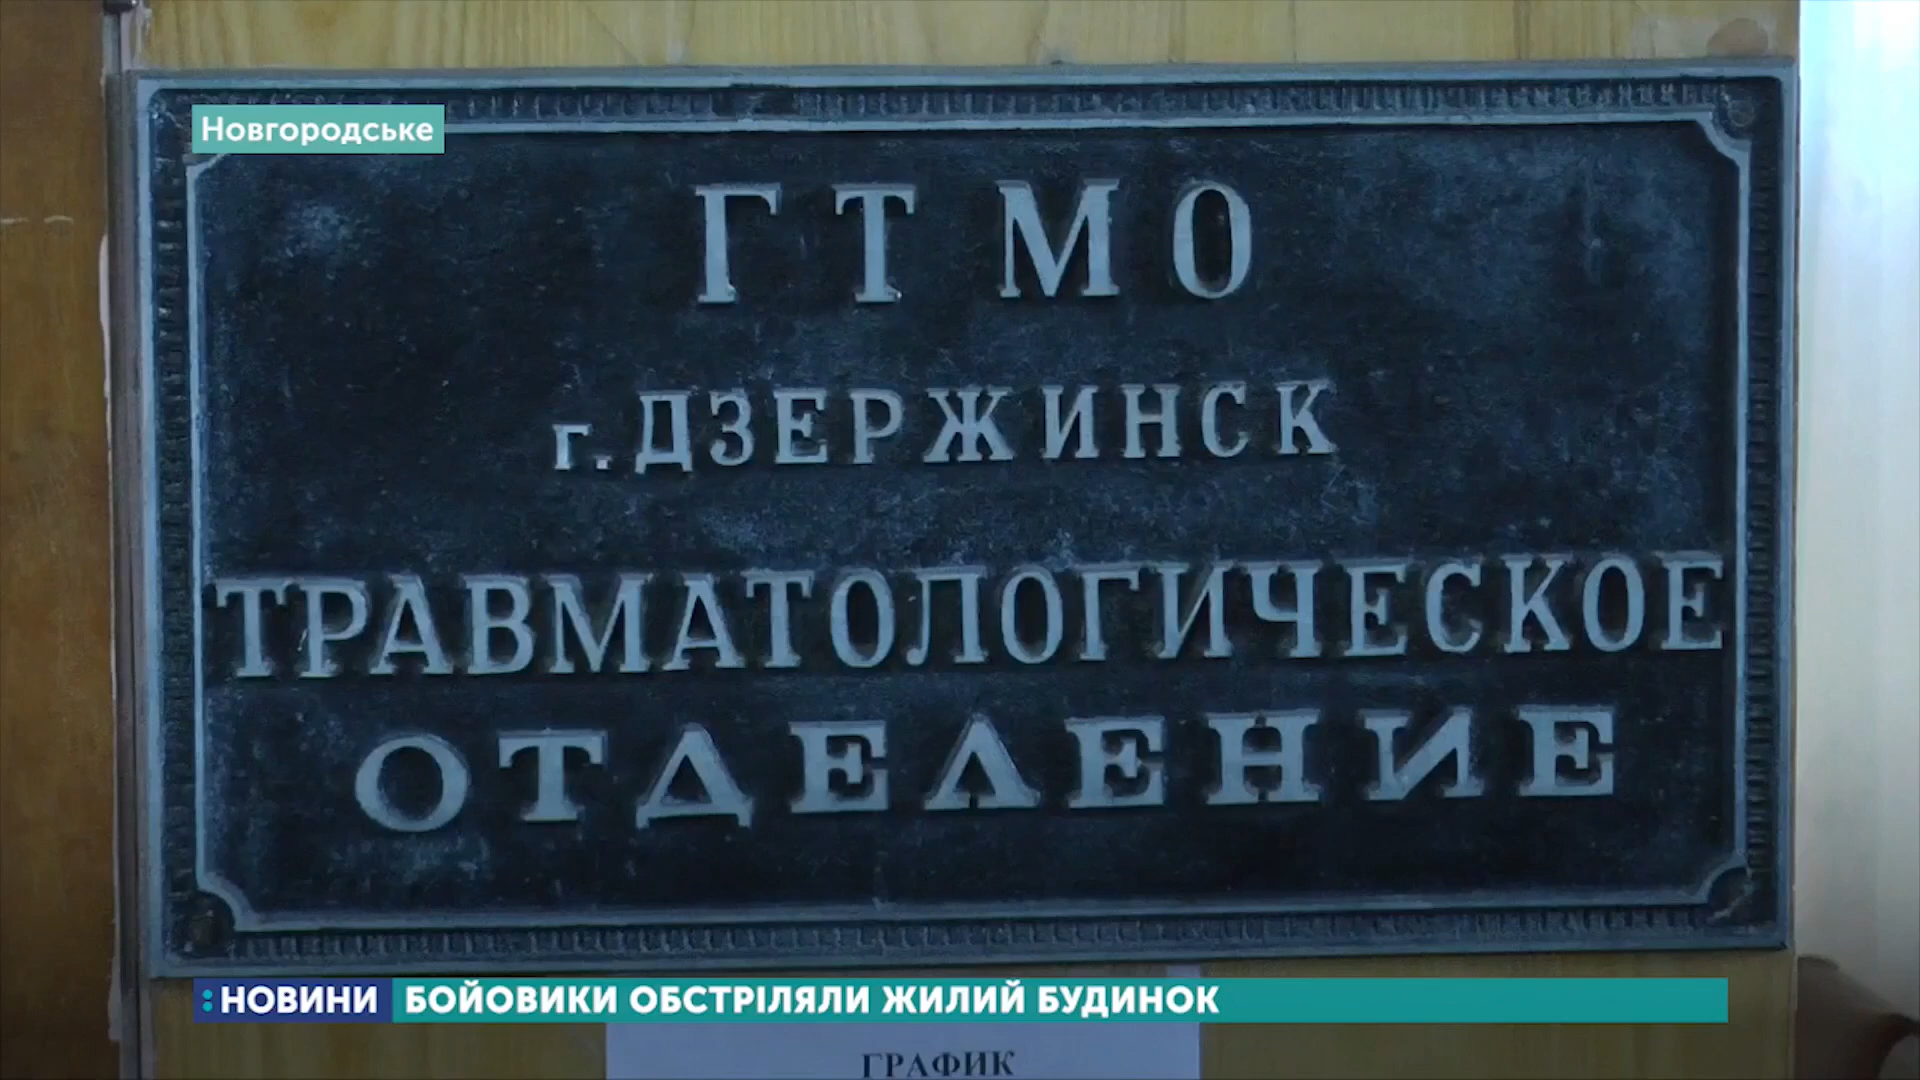 Новгородське
ГТМО
г. ДЗЕРЖИНСК
ТРАВМАТОЛОГИЧЕСКОЕ
ОТДЕЛЕНИЕ
НОВИНИ БОЙОВИКИ ОБСТРІЛЯЛИ ЖИЛИЙ БУДИНОК
ГРАФИК